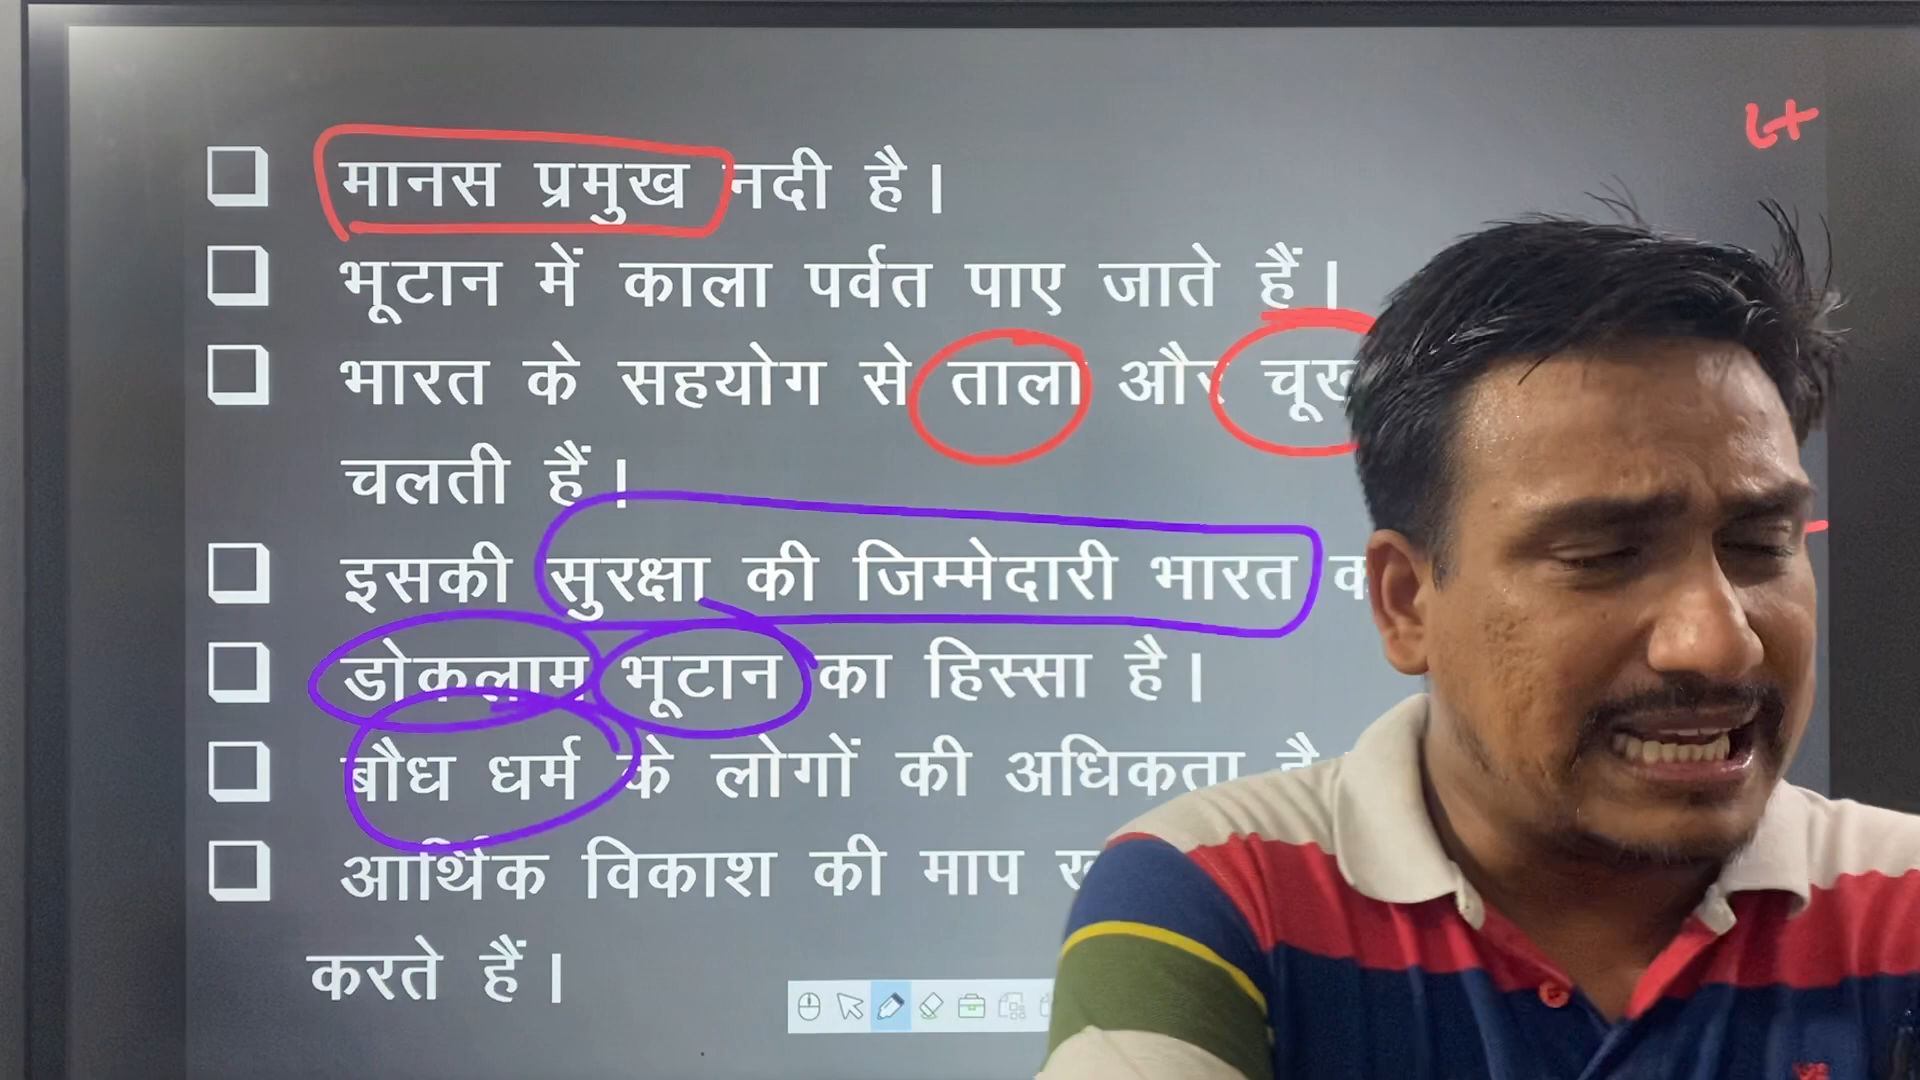 मानस प्रमुख नदी है।
भूटान में काला पर्वत पाए जाते हैं।
भारत के सहयोग से ताला और
चलती हैं।
इसकी सुरक्षा की जिम्मेदारी भारत
डोकलाम भूटान का हिस्सा है।
बौध धर्म के लोगों की अधिकता है
आर्थिक विकाश की माप
करते हैं।